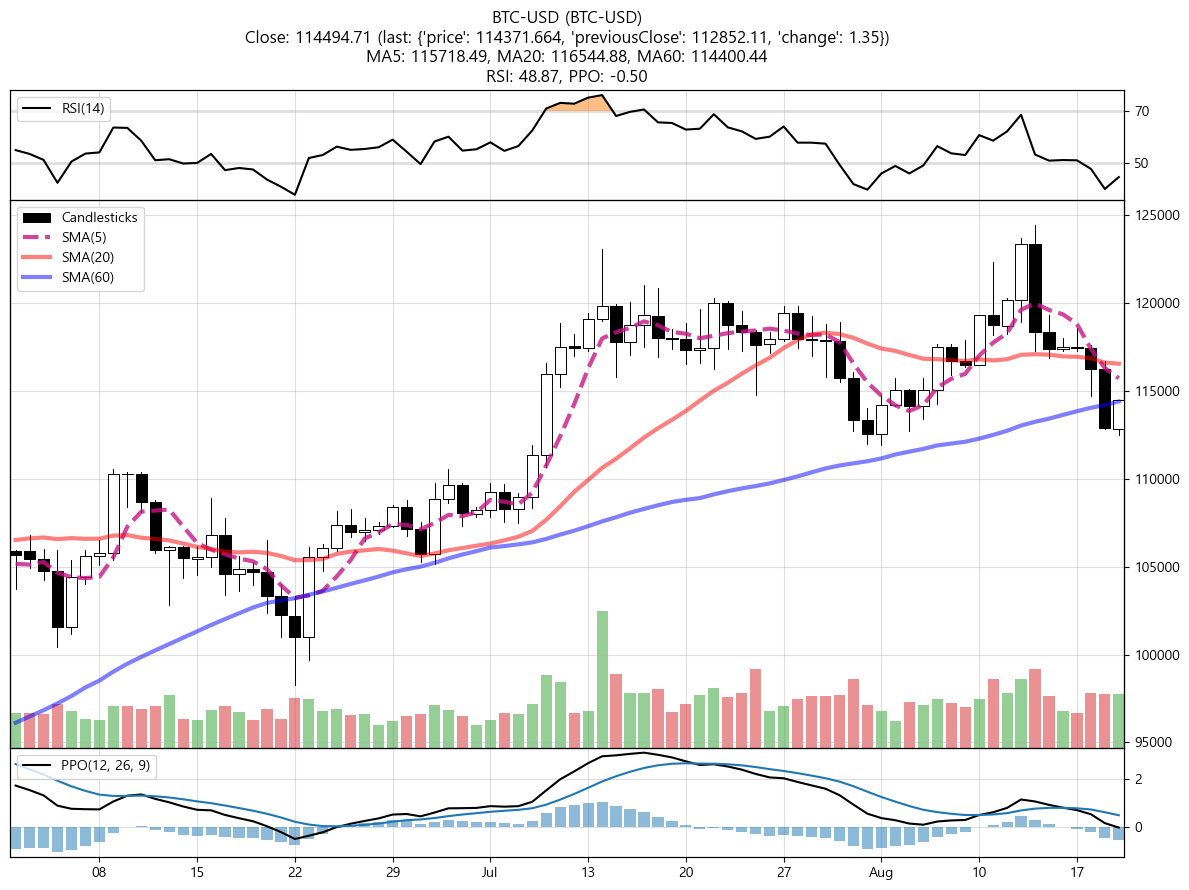 BTC-USD (BTC-USD)
Close: 114494.71 (last: {'price': 114371.664, 'previousClose': 112852.11, 'change': 1.35})
MA5: 115718.49, MA20: 116544.88, MA60: 114400.44
RSI: 48.87, PPO: -0.50
RSI(14)
70
50
Candlesticks
SMA(5)
SMA(20)
SMA(60)
125000
120000
115000
110000
105000
100000
95000
PPO(12, 26, 9)
2
0
08 15 22 29 Jul 13 20 27 Aug 10 17